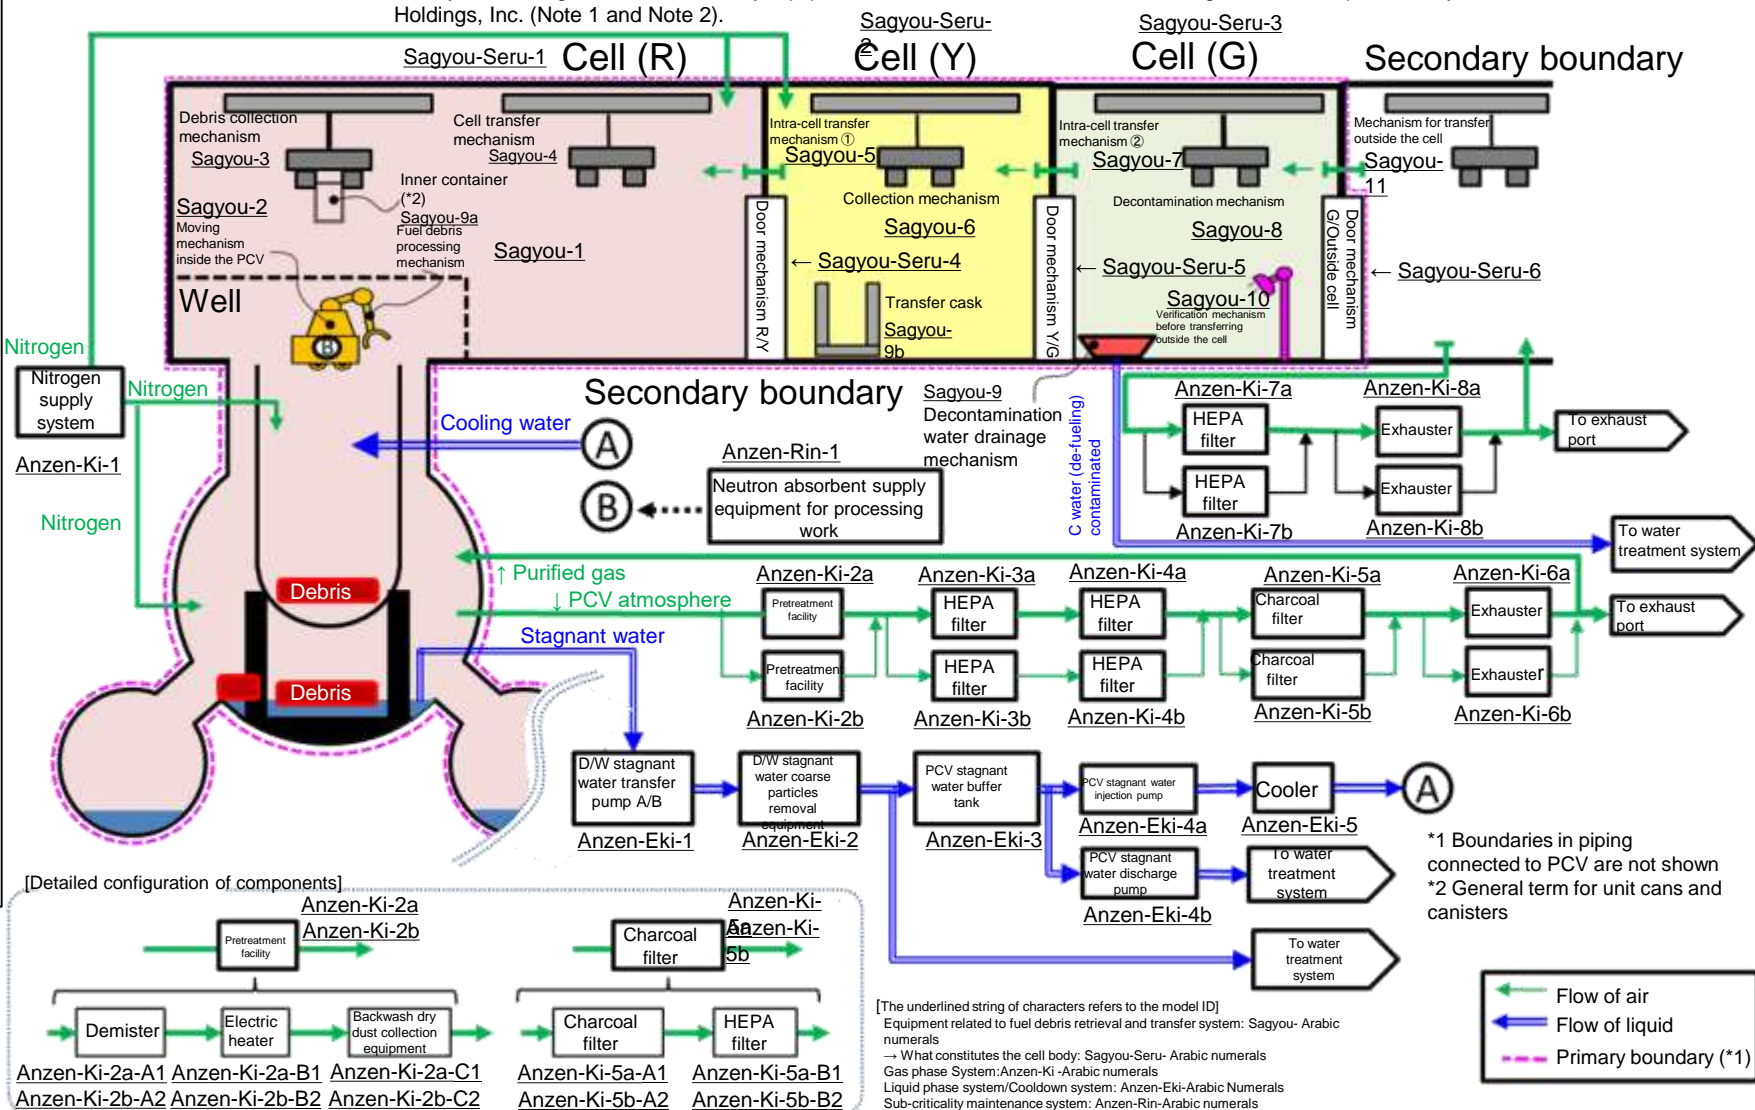 Holdings, Inc. (Note 1 and Note 2).
Sagyou-Seru-1
Cell (R)
Sagyou-Seru-
2
Cell (Y)
Sagyou-Seru-3
Cell (G)
Secondary boundary
Debris collection
mechanism
Sagyou-3
Cell transfer
mechanism
Sagyou-4
Intra-cell transfer
mechanism ①
Sagyou-5
Intra-cell transfer
mechanism ②
Sagyou-7
Mechanism for transfer
outside the cell
Sagyou-
11
Inner container
(*2)
Sagyou-9a
Fuel debris
processing
mechanism
Sagyou-2
Moving
mechanism
inside the PCV
Sagyou-1
Collection mechanism
Sagyou-6
Decontamination mechanism
Sagyou-8
Door mechanism R/Y
← Sagyou-Seru-4
Door mechanism Y/G
← Sagyou-Seru-5
Door mechanism
G/Outside cell
← Sagyou-Seru-6
Well
B
Transfer cask
Sagyou-
9b
Sagyou-10
Verification mechanism
before transferring
outside the cell
Nitrogen
Nitrogen
supply
system
Nitrogen
Anzen-Ki-1
Nitrogen
Secondary boundary
Sagyou-9
Decontamination
water drainage
mechanism
Cooling water
A
Anzen-Rin-1
B
Neutron absorbent supply
equipment for processing
work
C water (de-fueling)
contaminated
Anzen-Ki-7a
HEPA
filter
HEPA
filter
Anzen-Ki-7b
Anzen-Ki-8a
Exhauster
Exhauster
Anzen-Ki-8b
To exhaust
port
To water
treatment system
↑ Purified gas
↓ PCV atmosphere
Stagnant water
Debris
Debris
Anzen-Ki-2a
Pretreatment
facility
Pretreatment
facility
Anzen-Ki-2b
Anzen-Ki-3a
HEPA
filter
HEPA
filter
Anzen-Ki-3b
Anzen-Ki-4a
HEPA
filter
HEPA
filter
Anzen-Ki-4b
Anzen-Ki-5a
Charcoal
filter
Charcoal
filter
Anzen-Ki-5b
Anzen-Ki-6a
Exhauster
Exhauster
Anzen-Ki-6b
To exhaust
port
D/W stagnant
water transfer
pump A/B
Anzen-Eki-1
D/W stagnant
water coarse
particles
removal
equipment
Anzen-Eki-2
PCV stagnant
water buffer
tank
Anzen-Eki-3
PCV stagnant water
injection pump
Anzen-Eki-4a
Cooler
Anzen-Eki-5
A
PCV stagnant
water discharge
pump
Anzen-Eki-4b
To water
treatment
system
To water
treatment
system
*1 Boundaries in piping
connected to PCV are not shown
*2 General term for unit cans and
canisters
[Detailed configuration of components]
Anzen-Ki-2a
Anzen-Ki-2b
Pretreatment
facility
Demister
Electric
heater
Backwash dry
dust collection
equipment
Anzen-Ki-2a-A1
Anzen-Ki-2a-B1
Anzen-Ki-2a-C1
Anzen-Ki-2b-A2
Anzen-Ki-2b-B2
Anzen-Ki-2b-C2
Anzen-Ki-
5a
Anzen-Ki-
5b
Charcoal
filter
Charcoal
filter
HEPA
filter
Anzen-Ki-5a-A1
Anzen-Ki-5a-B1
Anzen-Ki-5b-A2
Anzen-Ki-5b-B2
[The underlined string of characters refers to the model ID]
Equipment related to fuel debris retrieval and transfer system: Sagyou- Arabic
numerals
→ What constitutes the cell body: Sagyou-Seru- Arabic numerals
Gas phase System:Anzen-Ki -Arabic numerals
Liquid phase system/Cooldown system: Anzen-Eki-Arabic Numerals
Sub-criticality maintenance system: Anzen-Rin-Arabic numerals
Flow of air
Flow of liquid
Primary boundary (*1)